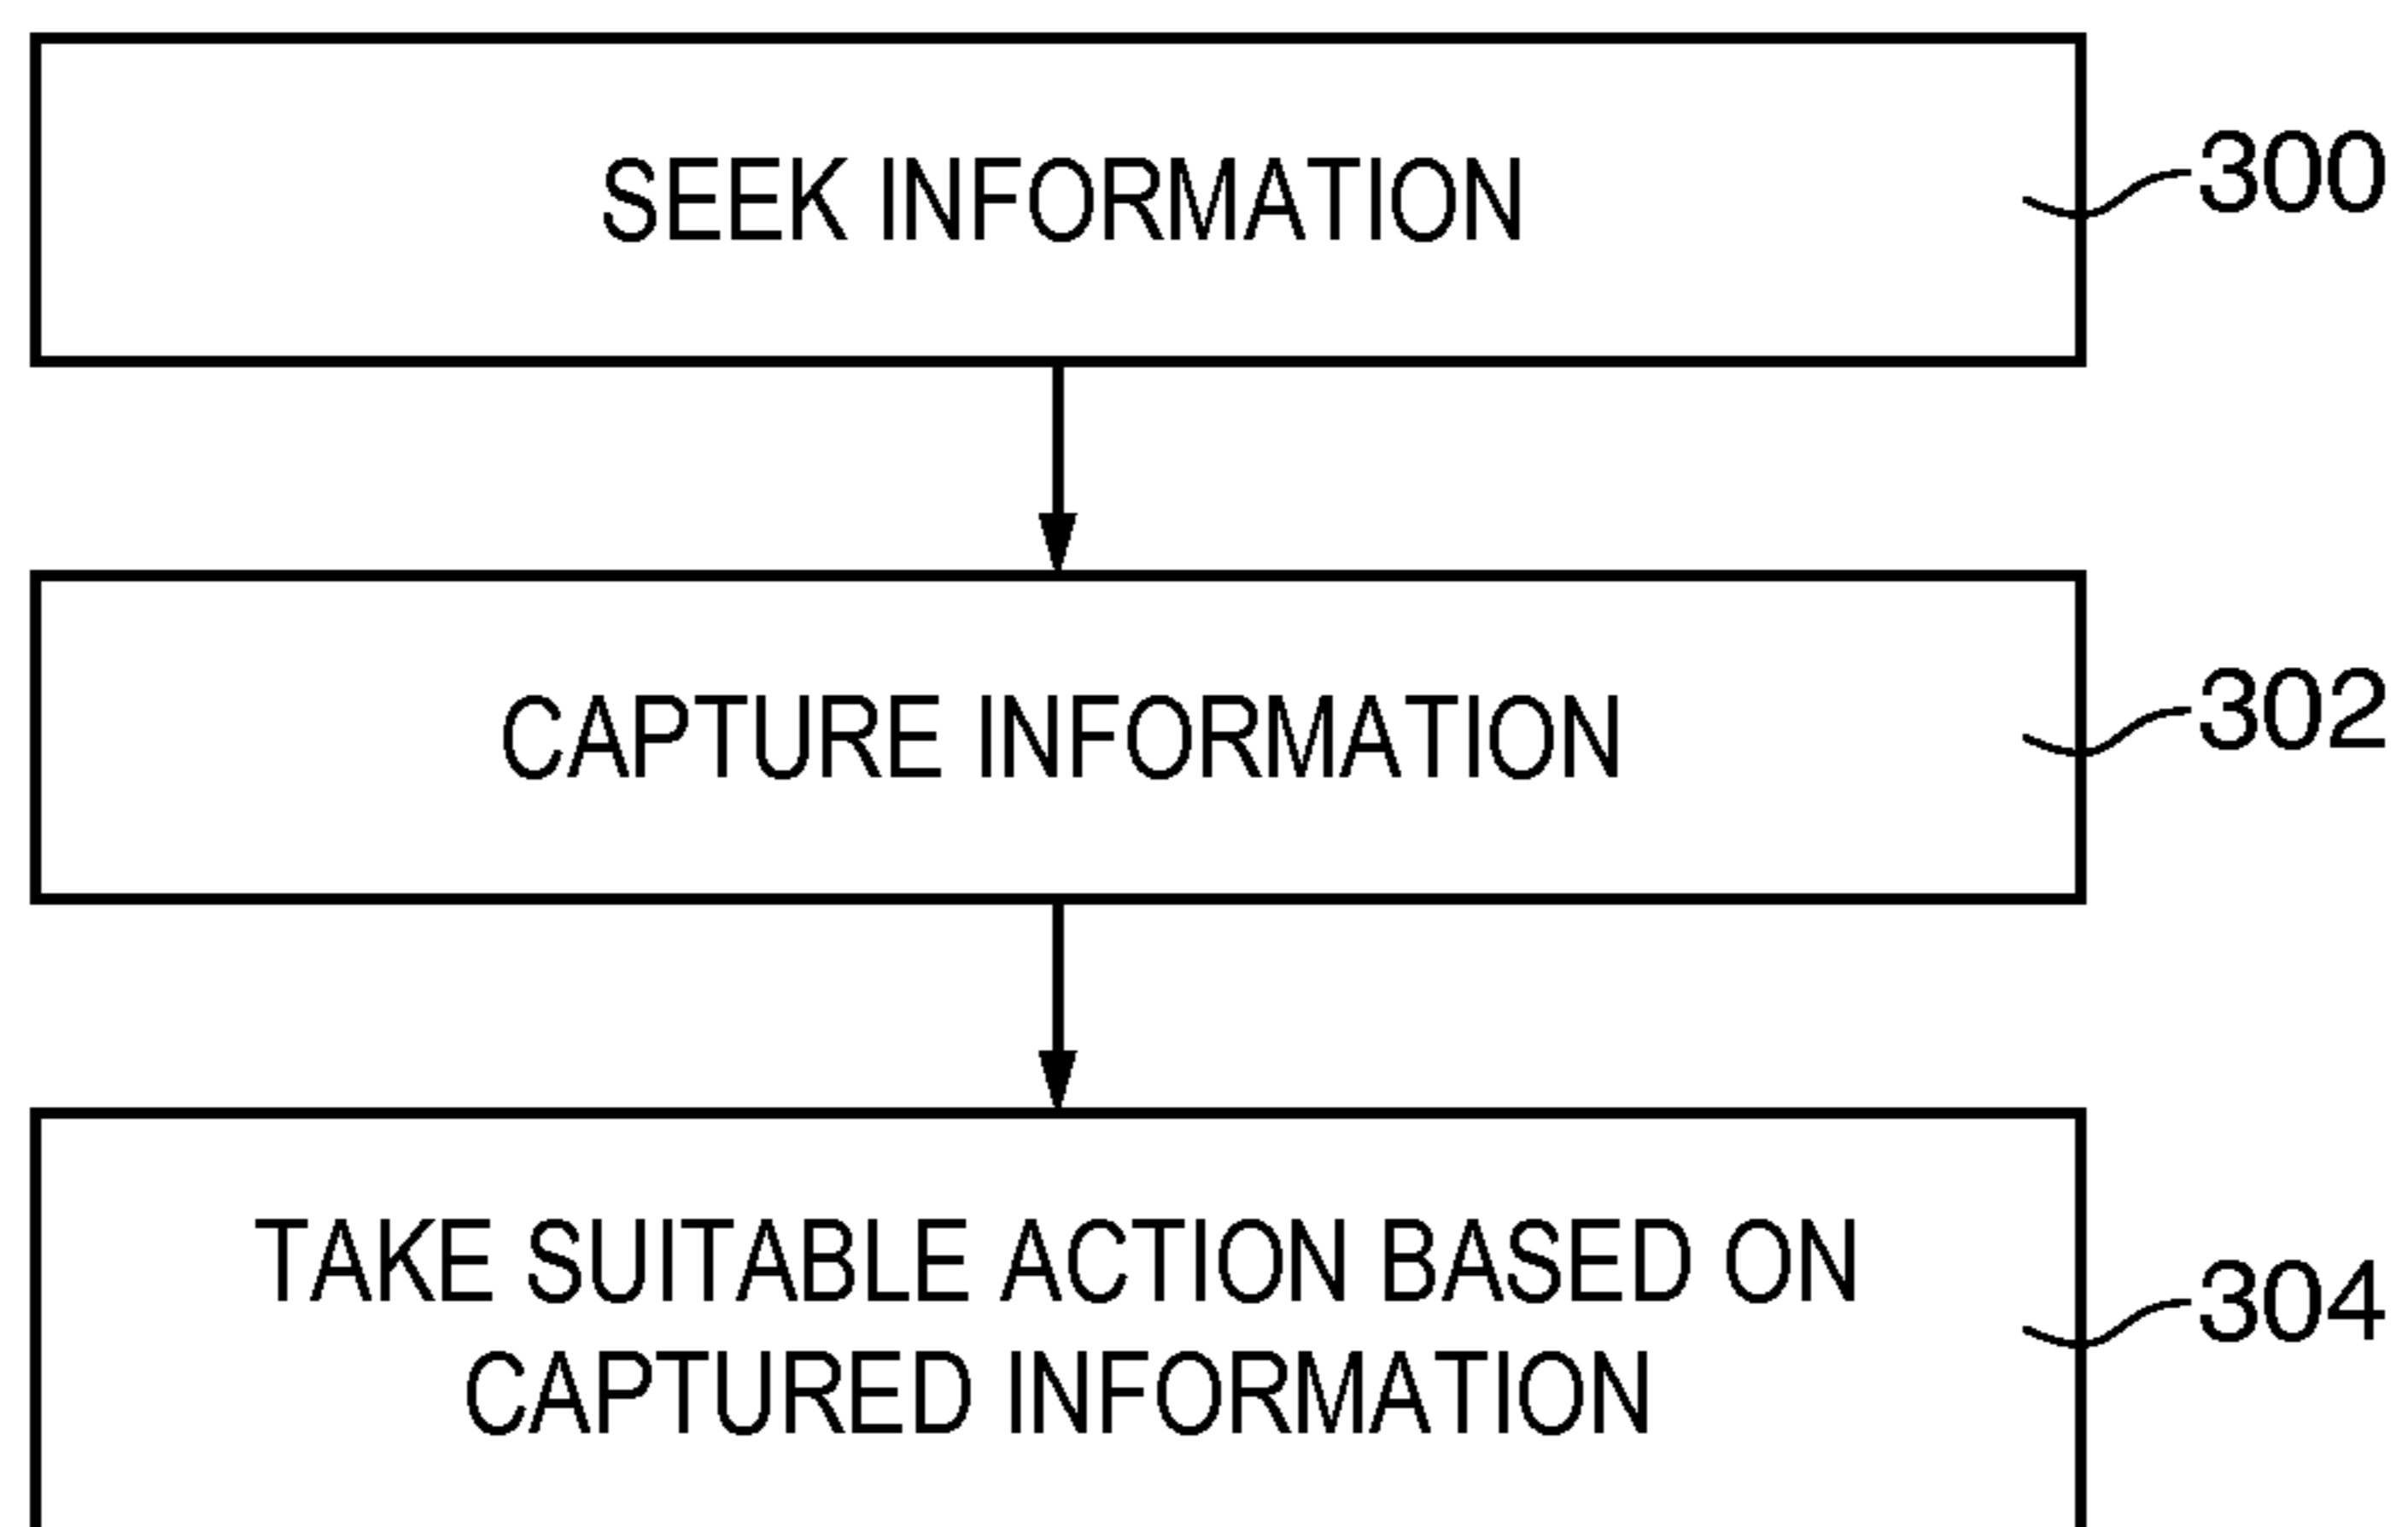 SEEK INFORMATION
300
CAPTURE INFORMATION
302
TAKE SUITABLE ACTION BASED ON
CAPTURED INFORMATION
304